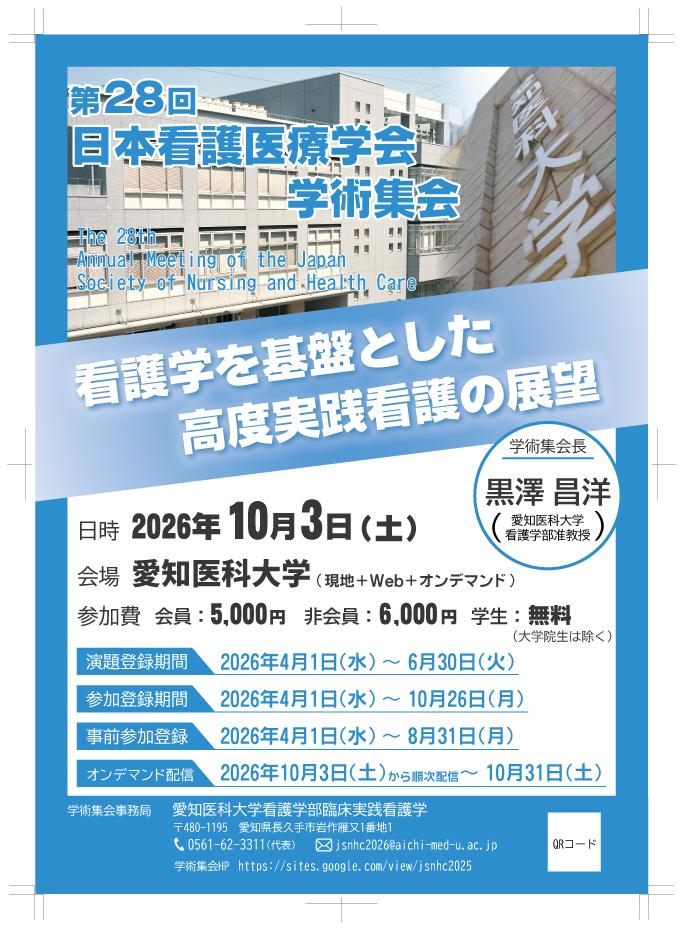 第28回
日本看護医療学会
学術集会
The 28th
Annual Meeting of the Japan
Society of Nursing and Health Care
知医科大学
看護学を基盤とした
高度実践看護の展望
学術集会長
黒澤 昌洋
(愛知医科大学
看護学部准教授)
日時 2026年10月3日(土)
会場 愛知医科大学(現地+Web+オンデマンド)
参加費 会員:5,000円 非会員:6,000円 学生:無料
(大学院生は除く)
演題登録期間 2026年4月1日(水)~6月30日(火)
参加登録期間 2026年4月1日(水)~10月26日(月)
事前参加登録 2026年4月1日(水)~8月31日(月)
オンデマンド配信 2026年10月3日(土)から順次配信~10月31日(土)
学術集会事務局 愛知医科大学看護学部臨床実践看護学
〒480-1195 愛知県長久手市岩作雁又1番地1
0561-62-3311(代表) jsnhc2026@aichi-med-u.ac.jp
学術集会HP https://sites.google.com/view/jsnhc2025
QRコード